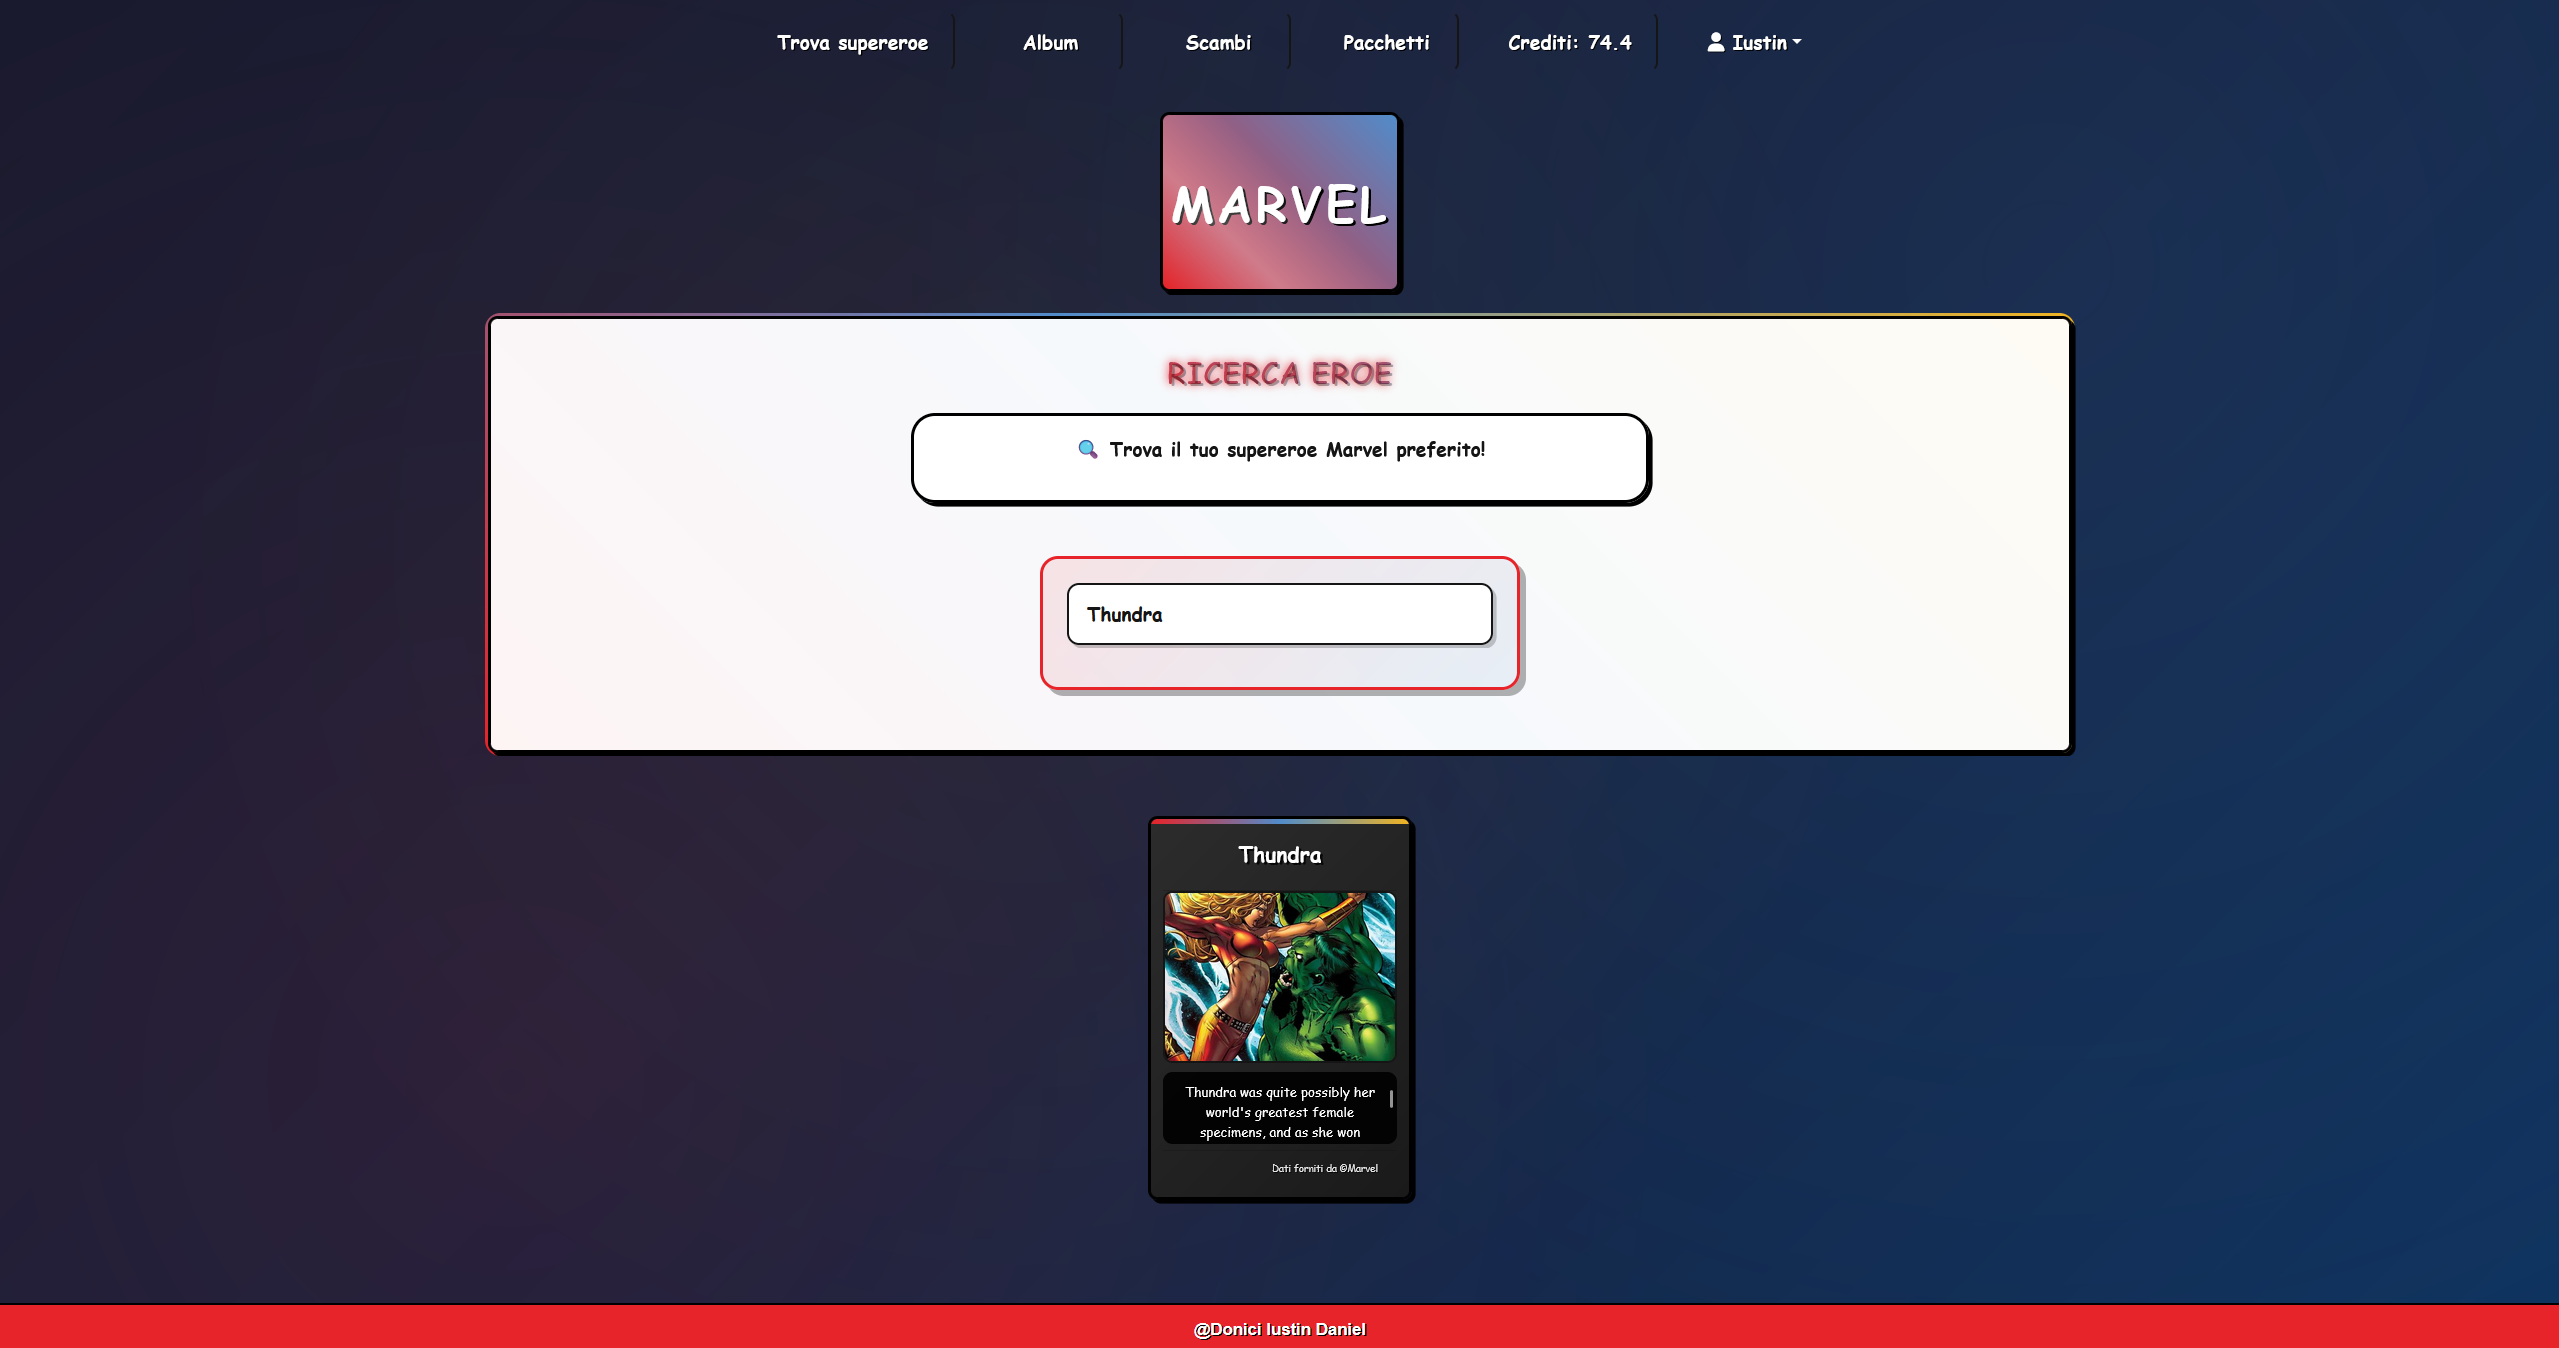 Trova supereroe
Album
Scambi
Pacchetti
Crediti: 74.4
Iustin
MARVEL
RICERCA EROE
🔍 Trova il tuo supereroe Marvel preferito!
Thundra
Thundra
Thundra was quite possibly her
world's greatest female
specimens, and as she won
Dati forniti da ©Marvel
@Donici Iustin Daniel